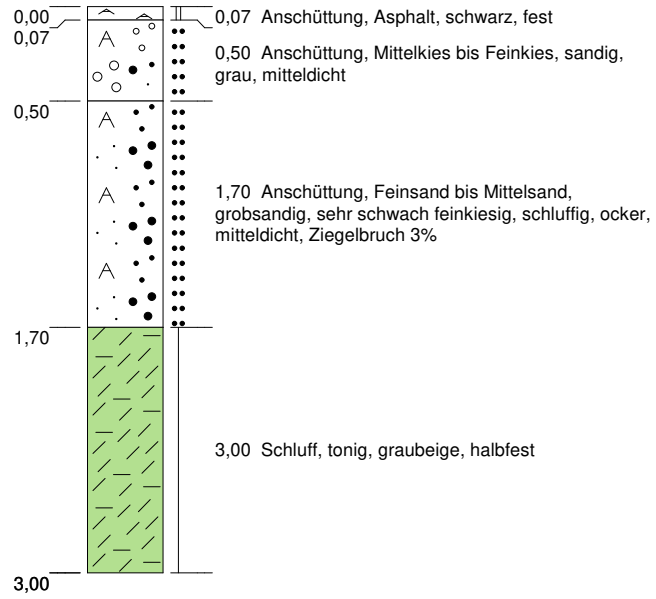 0,00
0,07 Anschüttung, Asphalt, schwarz, fest
0,07
0,50 Anschüttung, Mittelkies bis Feinkies, sandig,
grau, mitteldicht
0,50
1,70 Anschüttung, Feinsand bis Mittelsand,
grobsandig, sehr schwach feinkiesig, schluffig, ocker,
mitteldicht, Ziegelbruch 3%
1,70
3,00 Schluff, tonig, graubeige, halbfest
3,00
A
A
A
A